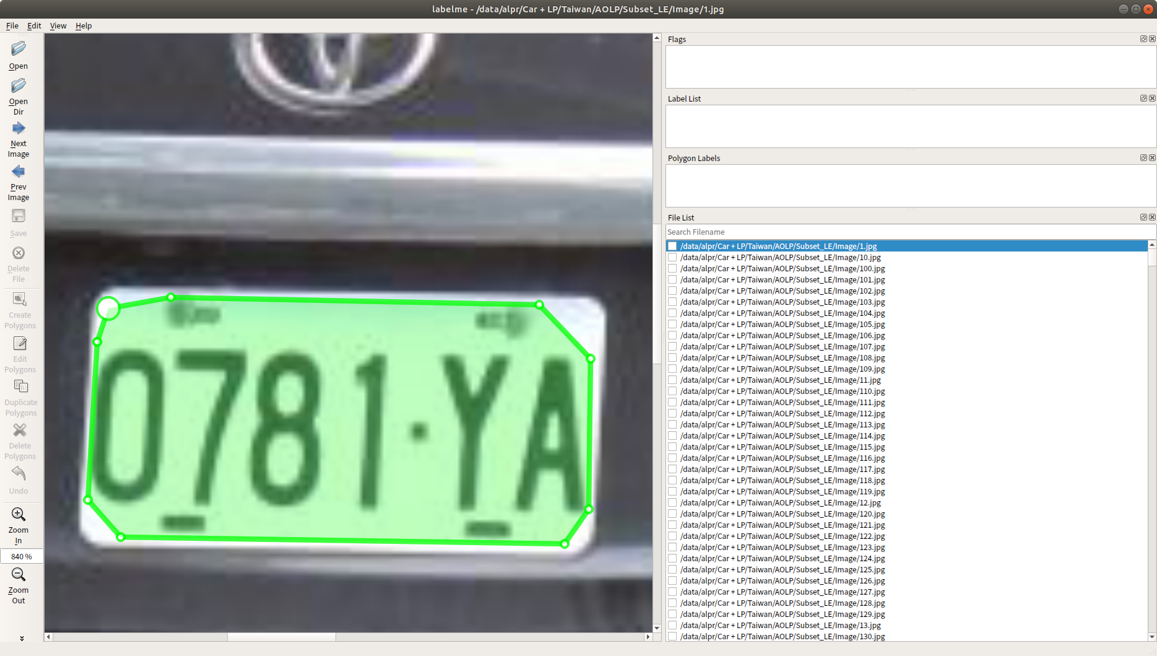 labelme - /data/alpr/Car + LP/Taiwan/AOLP/Subset_LE/Image/1.jpg
File Edit View Help
Open
Open
Dir
Next
Image
Prev
Image
Save
Delete
File
Create
Polygons
Edit
Polygons
Duplicate
Polygons
Delete
Polygons
Undo
Zoom
In
840 %
Zoom
Out
0781·YA
Flags
Label List
Polygon Labels
File List
Search Filename
/data/alpr/Car + LP/Taiwan/AOLP/Subset_LE/Image/1.jpg
/data/alpr/Car + LP/Taiwan/AOLP/Subset_LE/Image/10.jpg
/data/alpr/Car + LP/Taiwan/AOLP/Subset_LE/Image/100.jpg
/data/alpr/Car + LP/Taiwan/AOLP/Subset_LE/Image/101.jpg
/data/alpr/Car + LP/Taiwan/AOLP/Subset_LE/Image/102.jpg
/data/alpr/Car + LP/Taiwan/AOLP/Subset_LE/Image/103.jpg
/data/alpr/Car + LP/Taiwan/AOLP/Subset_LE/Image/104.jpg
/data/alpr/Car + LP/Taiwan/AOLP/Subset_LE/Image/105.jpg
/data/alpr/Car + LP/Taiwan/AOLP/Subset_LE/Image/106.jpg
/data/alpr/Car + LP/Taiwan/AOLP/Subset_LE/Image/107.jpg
/data/alpr/Car + LP/Taiwan/AOLP/Subset_LE/Image/108.jpg
/data/alpr/Car + LP/Taiwan/AOLP/Subset_LE/Image/109.jpg
/data/alpr/Car + LP/Taiwan/AOLP/Subset_LE/Image/11.jpg
/data/alpr/Car + LP/Taiwan/AOLP/Subset_LE/Image/110.jpg
/data/alpr/Car + LP/Taiwan/AOLP/Subset_LE/Image/111.jpg
/data/alpr/Car + LP/Taiwan/AOLP/Subset_LE/Image/112.jpg
/data/alpr/Car + LP/Taiwan/AOLP/Subset_LE/Image/113.jpg
/data/alpr/Car + LP/Taiwan/AOLP/Subset_LE/Image/114.jpg
/data/alpr/Car + LP/Taiwan/AOLP/Subset_LE/Image/115.jpg
/data/alpr/Car + LP/Taiwan/AOLP/Subset_LE/Image/116.jpg
/data/alpr/Car + LP/Taiwan/AOLP/Subset_LE/Image/117.jpg
/data/alpr/Car + LP/Taiwan/AOLP/Subset_LE/Image/118.jpg
/data/alpr/Car + LP/Taiwan/AOLP/Subset_LE/Image/119.jpg
/data/alpr/Car + LP/Taiwan/AOLP/Subset_LE/Image/12.jpg
/data/alpr/Car + LP/Taiwan/AOLP/Subset_LE/Image/120.jpg
/data/alpr/Car + LP/Taiwan/AOLP/Subset_LE/Image/121.jpg
/data/alpr/Car + LP/Taiwan/AOLP/Subset_LE/Image/122.jpg
/data/alpr/Car + LP/Taiwan/AOLP/Subset_LE/Image/123.jpg
/data/alpr/Car + LP/Taiwan/AOLP/Subset_LE/Image/124.jpg
/data/alpr/Car + LP/Taiwan/AOLP/Subset_LE/Image/125.jpg
/data/alpr/Car + LP/Taiwan/AOLP/Subset_LE/Image/126.jpg
/data/alpr/Car + LP/Taiwan/AOLP/Subset_LE/Image/127.jpg
/data/alpr/Car + LP/Taiwan/AOLP/Subset_LE/Image/128.jpg
/data/alpr/Car + LP/Taiwan/AOLP/Subset_LE/Image/129.jpg
/data/alpr/Car + LP/Taiwan/AOLP/Subset_LE/Image/13.jpg
/data/alpr/Car + LP/Taiwan/AOLP/Subset_LE/Image/130.jpg